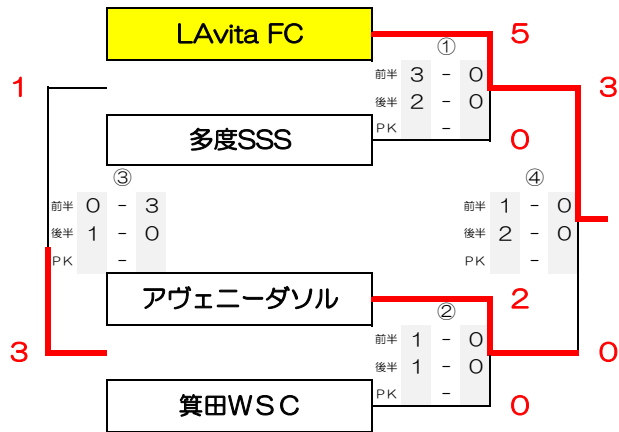 LAvita FC
5
①
前半 3 - 0
後半 2 - 0
PK -
1
3
多度SSS
0
③
前半 0 - 3
後半 1 - 0
PK -
④
前半 1 - 0
後半 2 - 0
PK -
アヴェニーダソル
2
②
前半 1 - 0
後半 1 - 0
PK -
3
0
箕田WSC
0